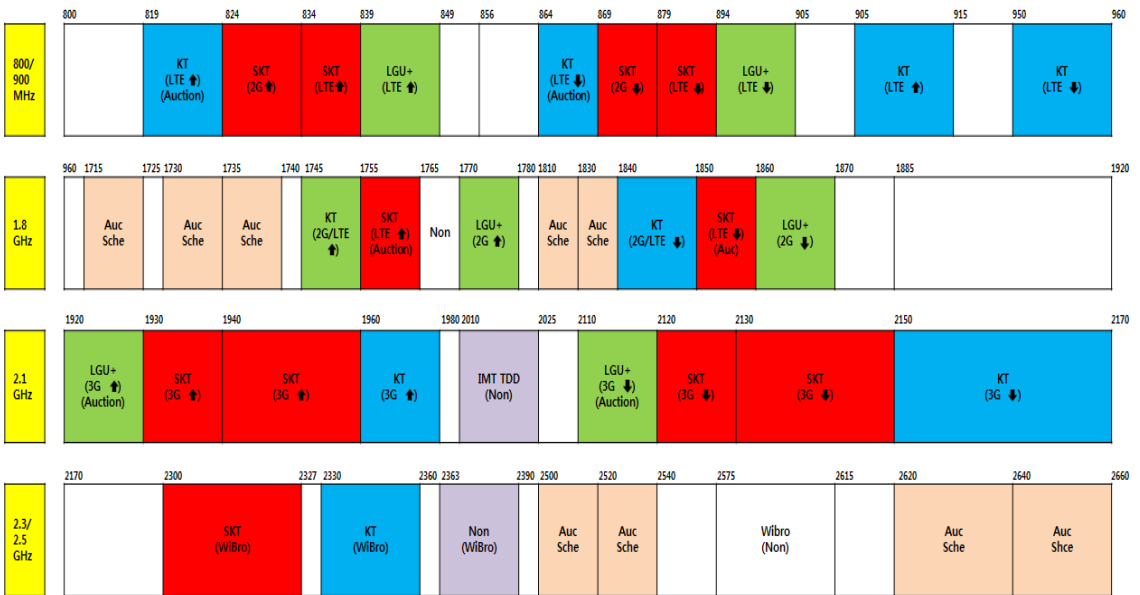 800 819 824 834 839 849 856 864 869 879 894 905 905 915 950 960
800/
900
MHz
KT
(LTE ⬆)
(Auction)
SKT
(2G⬆)
SKT
(LTE⬆)
LGU+
(LTE ⬆)
KT
(LTE ⬇)
(Auction)
SKT
(2G ⬇)
SKT
(LTE ⬇)
LGU+
(LTE ⬇)
KT
(LTE ⬆)
KT
(LTE ⬇)
960 1715 1725 1730 1735 1740 1745 1755 1765 1770 1780 1810 1830 1840 1850 1860 1870 1885 1920
1.8
GHz
Auc
Sche
Auc
Sche
Auc
Sche
KT
(2G/LTE
⬆)
SKT
(LTE ⬆)
(Auction)
Non
LGU+
(2G ⬆)
Auc
Sche
Auc
Sche
KT
(2G/LTE ⬇)
SKT
(LTE ⬇)
(Auc)
LGU+
(2G ⬇)
1920 1930 1940 1960 1980 2010 2025 2110 2120 2130 2150 2170
2.1
GHz
LGU+
(3G ⬆)
(Auction)
SKT
(3G ⬆)
SKT
(3G ⬆)
KT
(3G ⬆)
IMT TDD
(Non)
LGU+
(3G ⬇)
(Auction)
SKT
(3G ⬇)
SKT
(3G ⬇)
KT
(3G ⬇)
2170 2300 2327 2330 2360 2363 2390 2500 2520 2540 2575 2615 2620 2640 2660
2.3/
2.5
GHz
SKT
(WiBro)
KT
(WiBro)
Non
(WiBro)
Auc
Sche
Auc
Sche
Wibro
(Non)
Auc
Sche
Auc
Shce